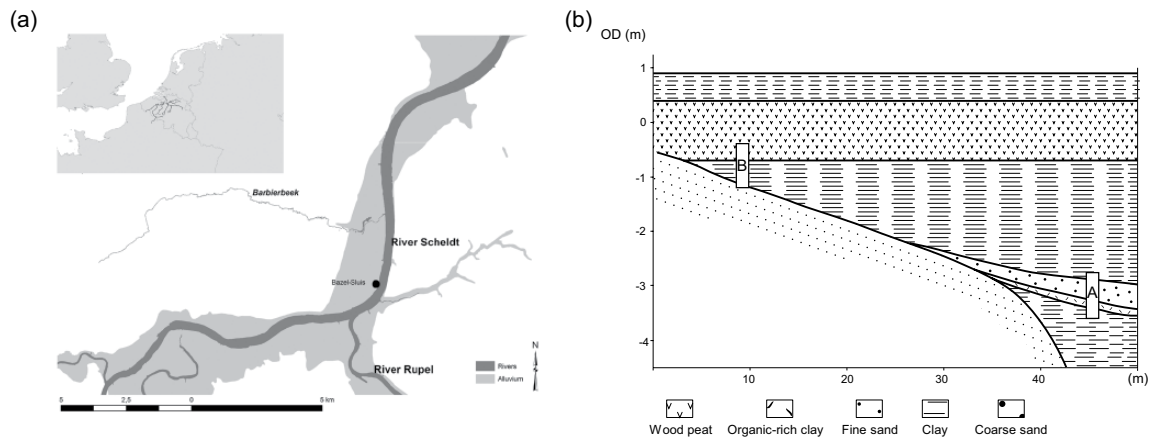 (a)
Barbierbeek
River Scheldt
Bazel-Sluis
River Rupel
N
Rivers
Alluvium
5 2,5 0 5 km
(b)
OD (m)
1
0
-1
-2
-3
-4
B
A
10 20 30 40 (m)
Wood peat Organic-rich clay Fine sand Clay Coarse sand